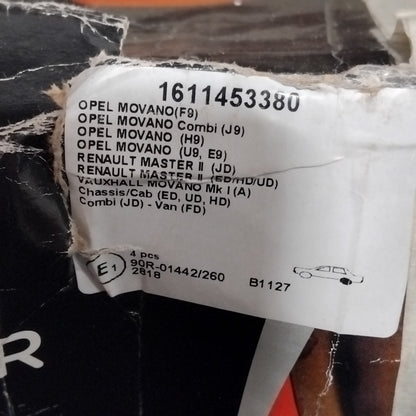 1611453380
OPEL MOVANO(F9)
OPEL MOVANO Combi (J9)
OPEL MOVANO (H9)
OPEL MOVANO (U9, E9)
RENAULT MASTER II (JD)
RENAULT MASTER II (ED/HD/UD)
VAUXHALL MOVANO Mk I (A)
Chassis/Cab (ED, UD, HD)
Combi (JD) - Van (FD)
4 pcs
E1 90R-01442/260
2818
B1127
R